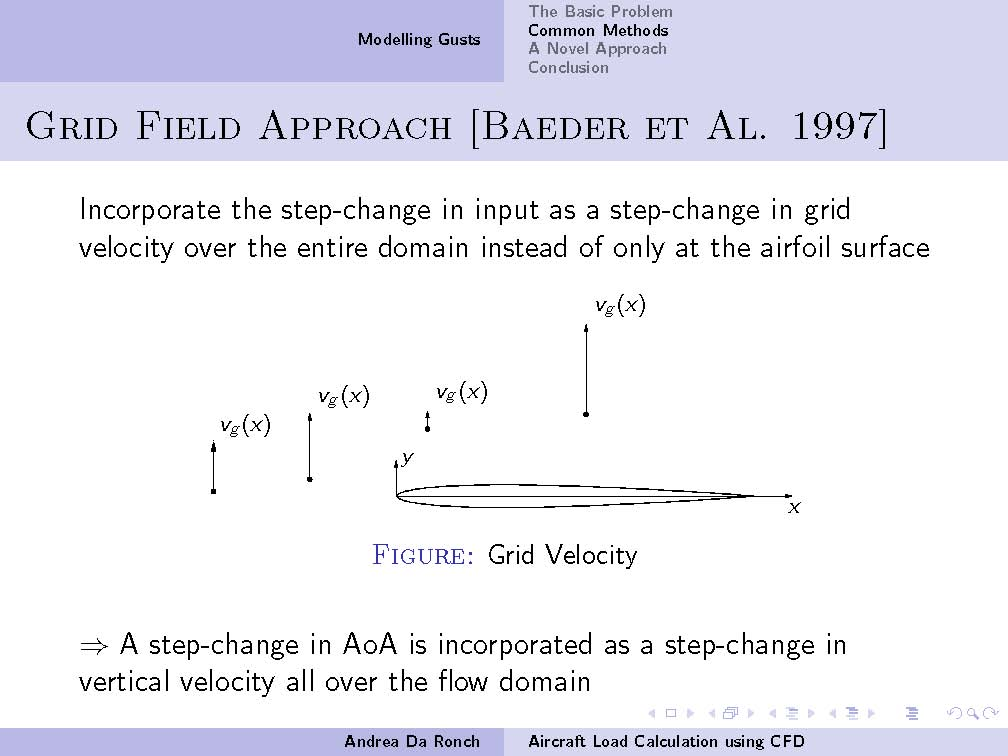 Modelling Gusts
The Basic Problem
Common Methods
A Novel Approach
Conclusion
Grid Field Approach [Baeder et Al. 1997]
Incorporate the step-change in input as a step-change in grid
velocity over the entire domain instead of only at the airfoil surface
vg(x)
vg(x)
vg(x)
vg(x)
y
x
Figure: Grid Velocity
⇒ A step-change in AoA is incorporated as a step-change in
vertical velocity all over the flow domain
Andrea Da Ronch
Aircraft Load Calculation using CFD